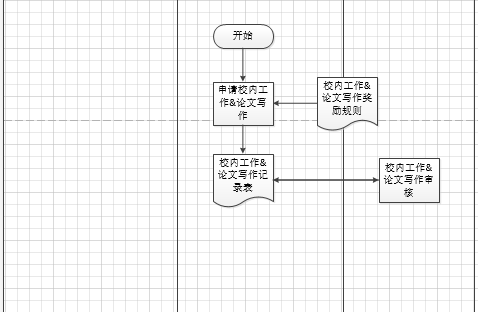 开始
申请校内工
作&论文写
作
校内工作&
论文写作奖
励规则
校内工作&
论文写作记
录表
校内工作&
论文写作审
核